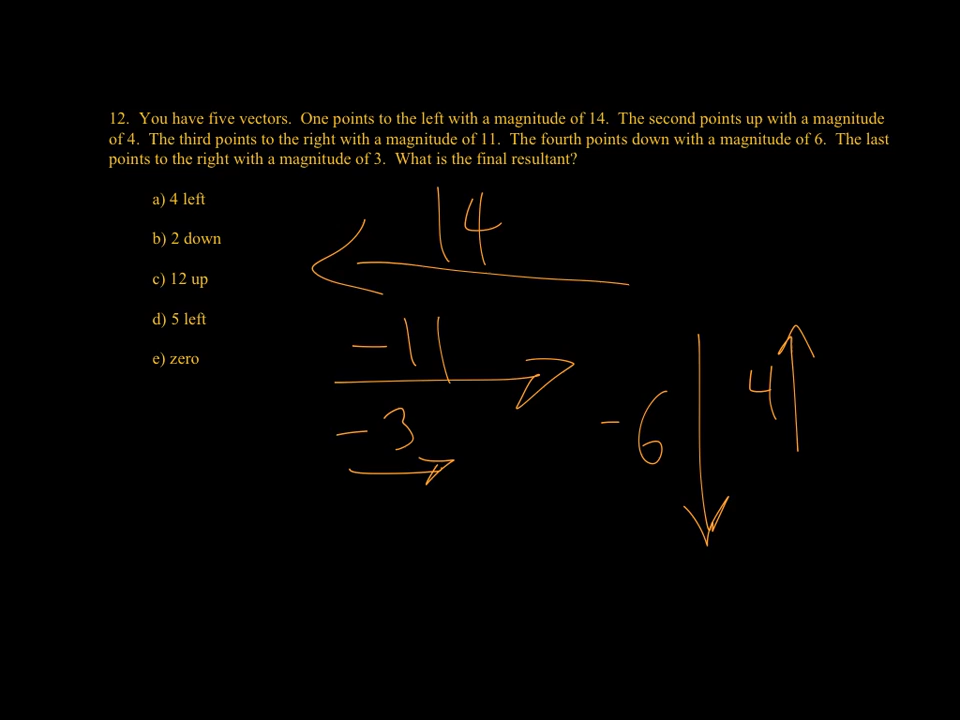 12. You have five vectors. One points to the left with a magnitude of 14. The second points up with a magnitude
of 4. The third points to the right with a magnitude of 11. The fourth points down with a magnitude of 6. The last
points to the right with a magnitude of 3. What is the final resultant?
a) 4 left
b) 2 down
c) 12 up
d) 5 left
e) zero
14
-11
-3
-6
4